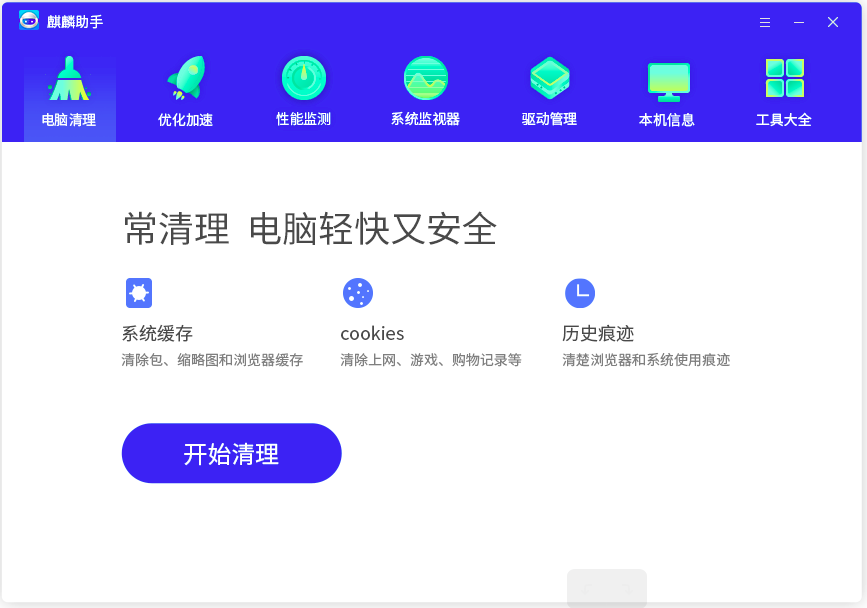 麒麟助手
电脑清理
优化加速
性能监测
系统监视器
驱动管理
本机信息
工具大全
常清理 电脑轻快又安全
系统缓存
清除包、缩略图和浏览器缓存
cookies
清除上网、游戏、购物记录等
历史痕迹
清楚浏览器和系统使用痕迹
开始清理